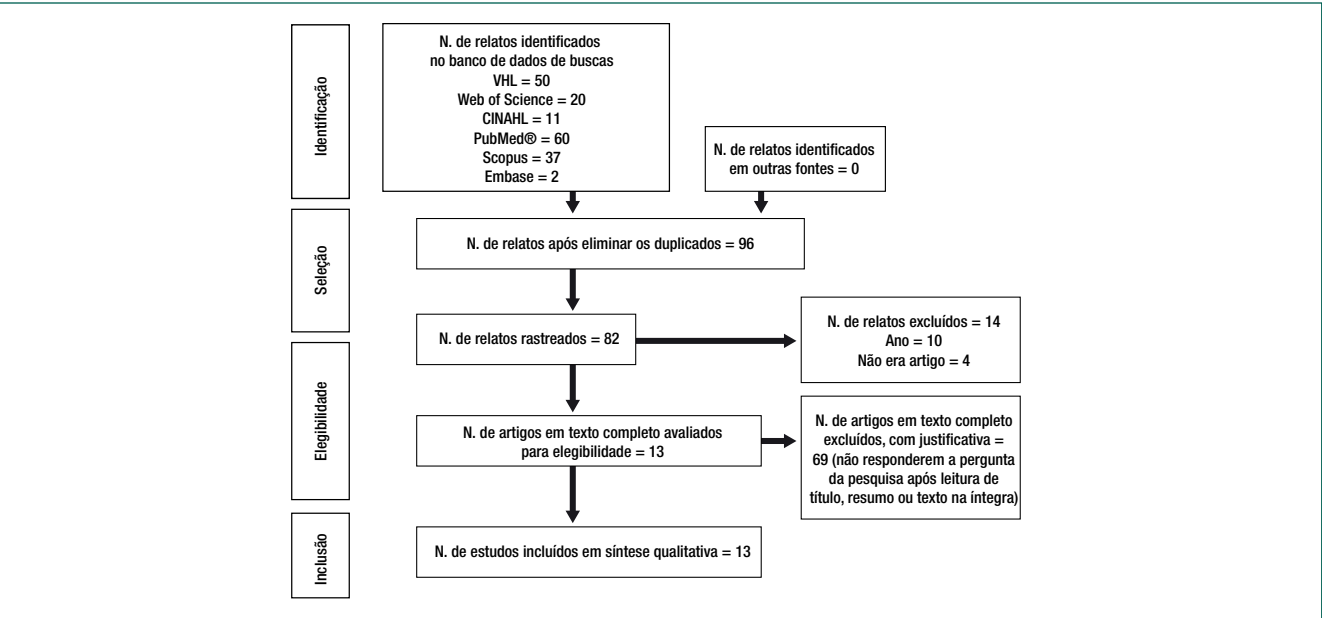 Identificação
N. de relatos identificados
no banco de dados de buscas
VHL = 50
Web of Science = 20
CINAHL = 11
PubMed® = 60
Scopus = 37
Embase = 2
N. de relatos identificados
em outras fontes = 0
Seleção
N. de relatos após eliminar os duplicados = 96
N. de relatos rastreados = 82
N. de relatos excluídos = 14
Ano = 10
Não era artigo = 4
Elegibilidade
N. de artigos em texto completo avaliados
para elegibilidade = 13
N. de artigos em texto completo
excluídos, com justificativa =
69 (não responderem a pergunta
da pesquisa após leitura de
título, resumo ou texto na íntegra)
Inclusão
N. de estudos incluídos em síntese qualitativa = 13